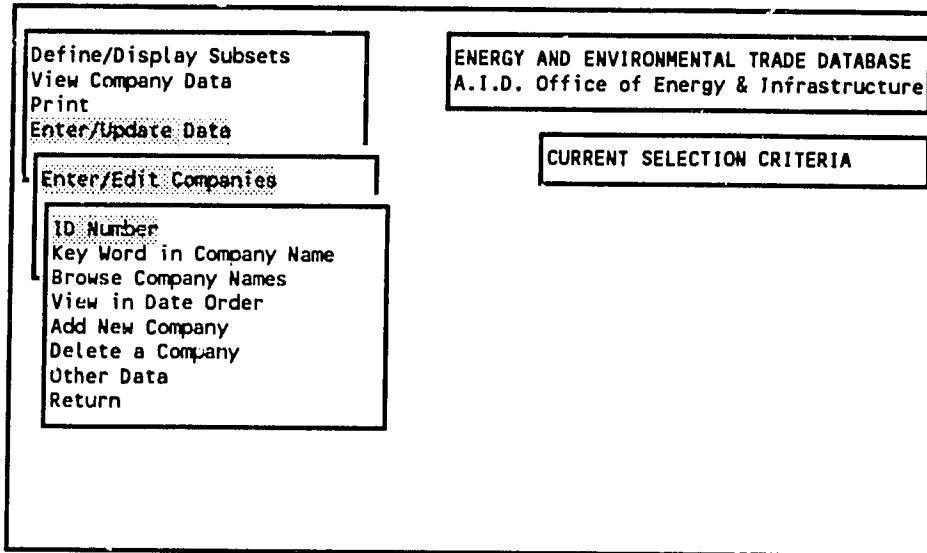 Define/Display Subsets
View Company Data
Print
Enter/Update Data
Enter/Edit Companies
ID Number
Key Word in Company Name
Browse Company Names
View in Date Order
Add New Company
Delete a Company
Other Data
Return
ENERGY AND ENVIRONMENTAL TRADE DATABASE
A.I.D. Office of Energy & Infrastructure
CURRENT SELECTION CRITERIA